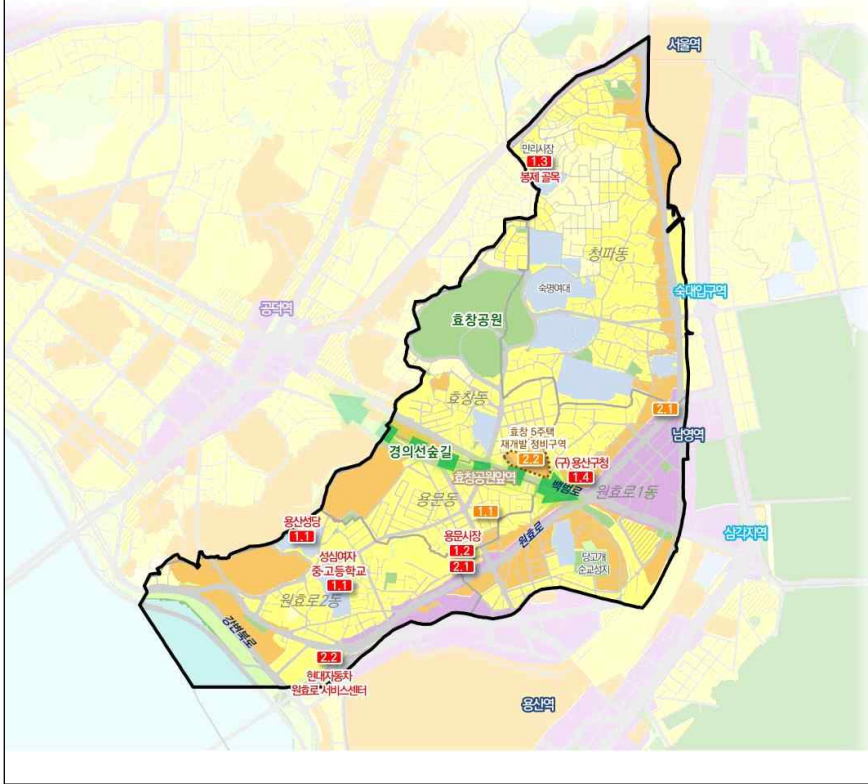 서울역
만리시장
1.3
봉제 골목
청파동
숙명여대
숙대입구역
공덕역
효창공원
효창동
2.1
남영역
효창 5주택
재개발 정비구역
2.2
경의선숲길
효창공원앞역
(구) 용산구청
1.4
백범로
원효로1동
용문동
1.1
원효로
삼각지역
용산성당
1.1
용문시장
1.2
2.1
당고개
순교성지
성심여자
중·고등학교
1.1
원효로2동
강변북로
2.2
현대자동차
원효로 서비스센터
용산역